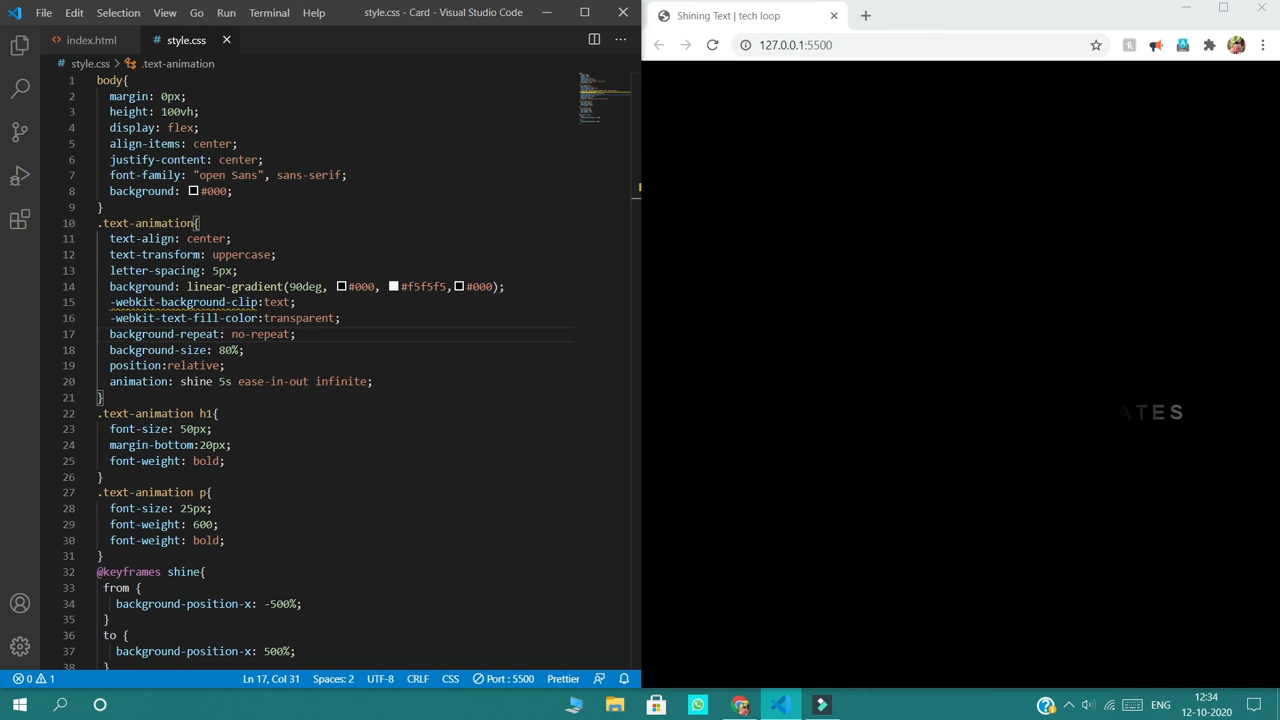 File Edit Selection View Go Run Terminal Help style.css - Card - Visual Studio Code
index.html style.css
# style.css > .text-animation
1 body{
2 margin: 0px;
3 height: 100vh;
4 display: flex;
5 align-items: center;
6 justify-content: center;
7 font-family: "open Sans", sans-serif;
8 background: #000;
9 }
10 .text-animation{
11 text-align: center;
12 text-transform: uppercase;
13 letter-spacing: 5px;
14 background: linear-gradient(90deg, #000, #f5f5f5,#000);
15 -webkit-background-clip:text;
16 -webkit-text-fill-color:transparent;
17 background-repeat: no-repeat;
18 background-size: 80%;
19 position:relative;
20 animation: shine 5s ease-in-out infinite;
21 }
22 .text-animation h1{
23 font-size: 50px;
24 margin-bottom:20px;
25 font-weight: bold;
26 }
27 .text-animation p{
28 font-size: 25px;
29 font-weight: 600;
30 font-weight: bold;
31 }
32 @keyframes shine{
33 from {
34 background-position-x: -500%;
35 }
36 to {
37 background-position-x: 500%;
38 }
0 1 Ln 17, Col 31 Spaces: 2 UTF-8 CRLF CSS Port : 5500 Prettier
Shining Text | tech loop
127.0.0.1:5500
ATES
ENG
12:34
12-10-2020